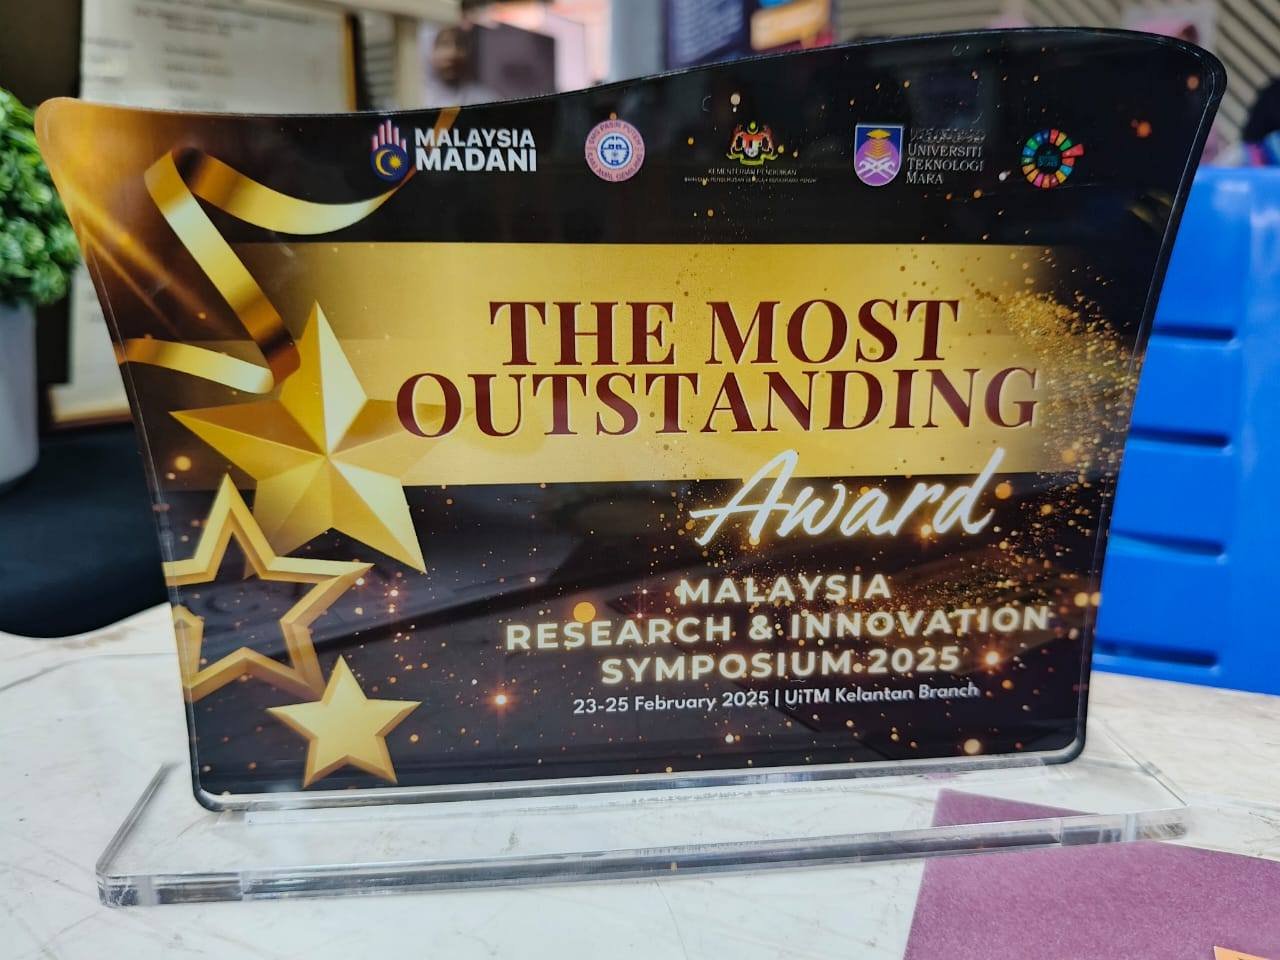 MALAYSIA
MADANI
KEMENTERIAN PENDIDIKAN
UNIVERSITI
TEKNOLOGI
MARA
THE MOST
OUTSTANDING
Award
MALAYSIA
RESEARCH & INNOVATION
SYMPOSIUM 2025
23-25 February 2025 | UiTM Kelantan Branch